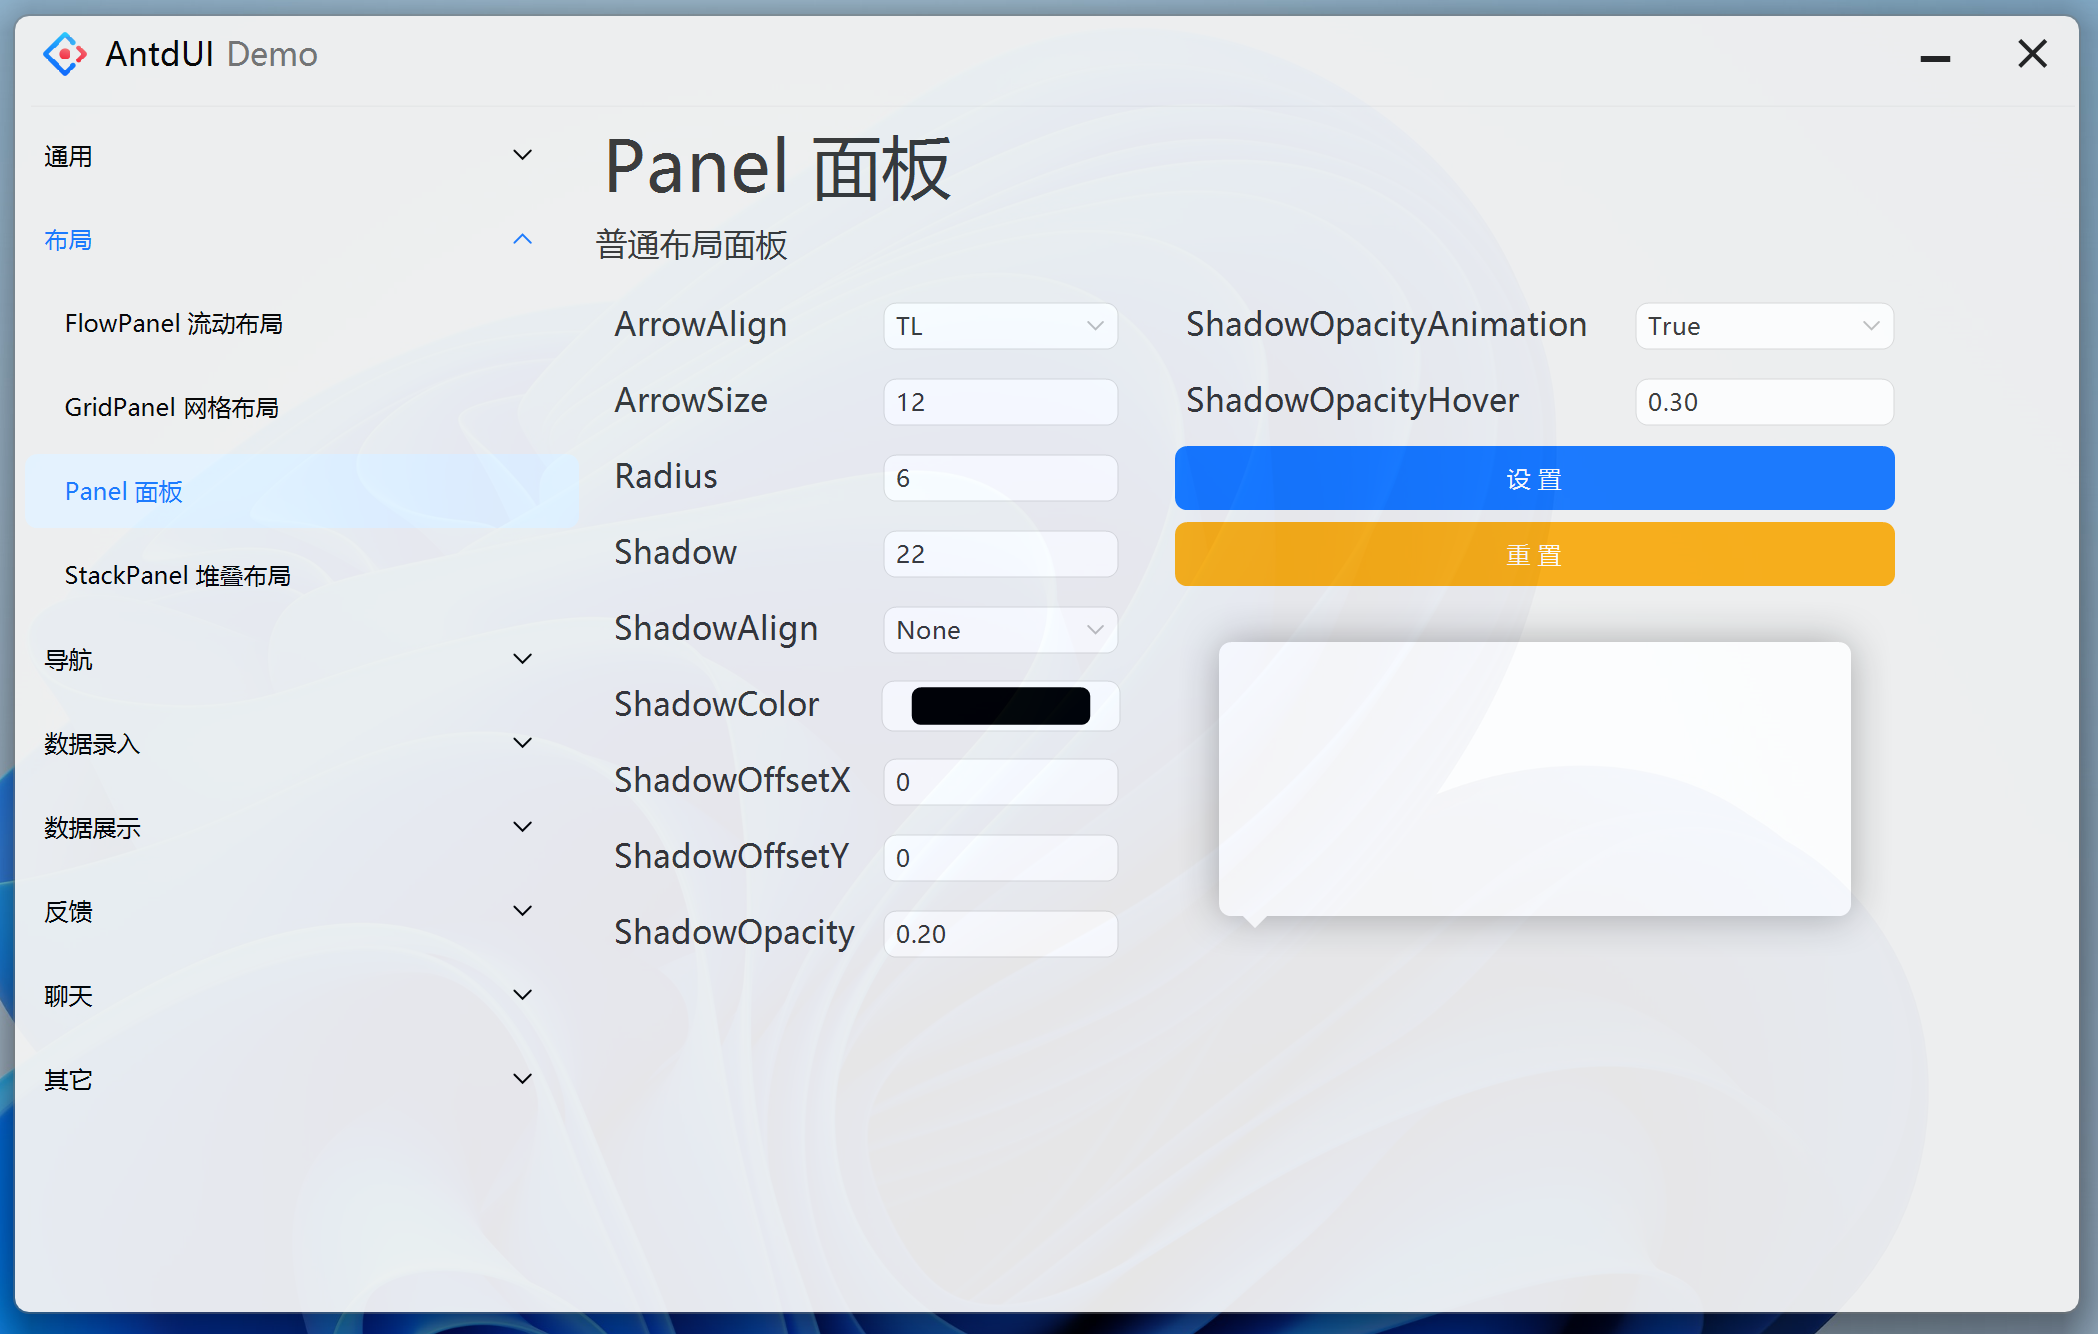 AntdUI Demo
通用
布局
FlowPanel 流动布局
GridPanel 网格布局
Panel 面板
StackPanel 堆叠布局
导航
数据录入
数据展示
反馈
聊天
其它
Panel 面板
普通布局面板
ArrowAlign TL
ArrowSize 12
Radius 6
Shadow 22
ShadowAlign None
ShadowColor
ShadowOffsetX 0
ShadowOffsetY 0
ShadowOpacity 0.20
ShadowOpacityAnimation True
ShadowOpacityHover 0.30
设置
重置